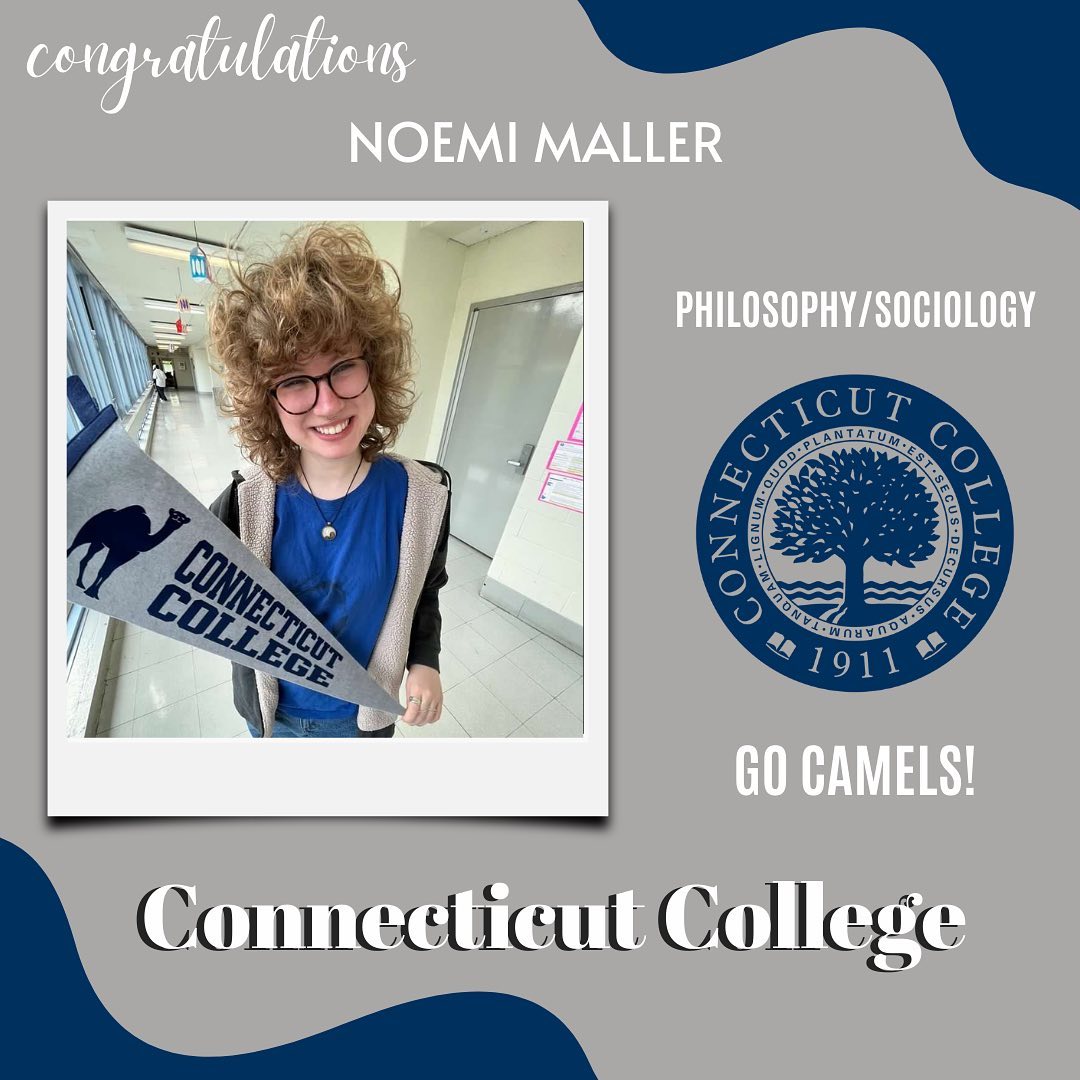 congratulations
NOEMI MALLER
PHILOSOPHY/SOCIOLOGY
CONNECTICUT
COLLEGE
CONNECTICUT COLLEGE
TANQUAM·LIGNUM·QUOD·PLANTATUM·EST·SECUS·DECURSUS·AQUARUM·
1911
GO CAMELS!
Connecticut College